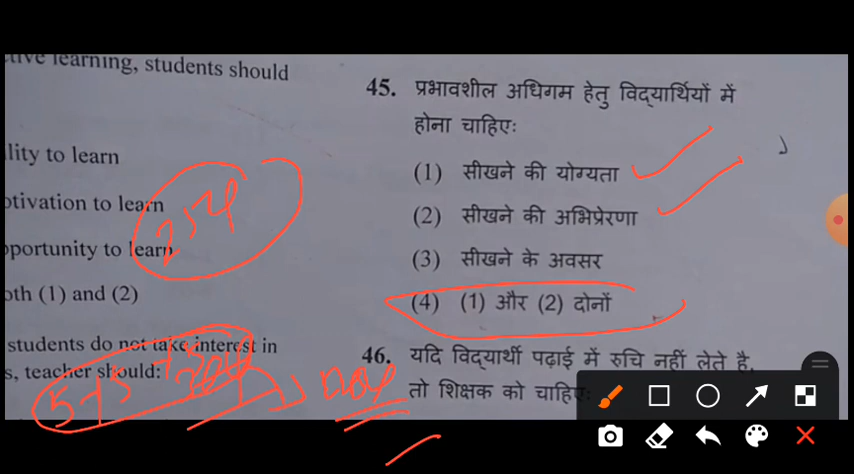 ctive learning, students should
lity to learn
otivation to learn
pportunity to learn
oth (1) and (2)
students do not take interest in
s, teacher should:
45. प्रभावशील अधिगम हेतु विद्यार्थियों में
होना चाहिएः
(1) सीखने की योग्यता
(2) सीखने की अभिप्रेरणा
(3) सीखने के अवसर
(4) (1) और (2) दोनों
46. यदि विद्यार्थी पढ़ाई में रुचि नहीं लेते है,
तो शिक्षक को चाहिएः